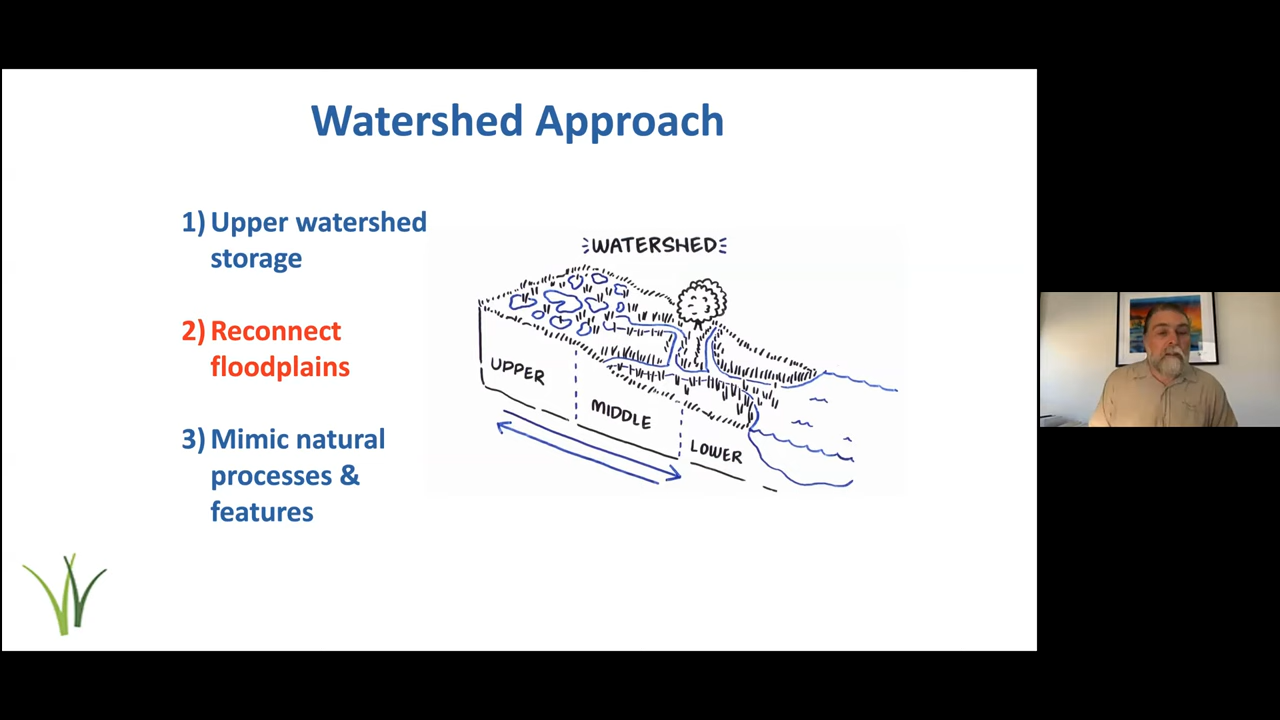 Watershed Approach
1) Upper watershed
storage
2) Reconnect
floodplains
3) Mimic natural
processes &
features
WATERSHED
UPPER
MIDDLE
LOWER